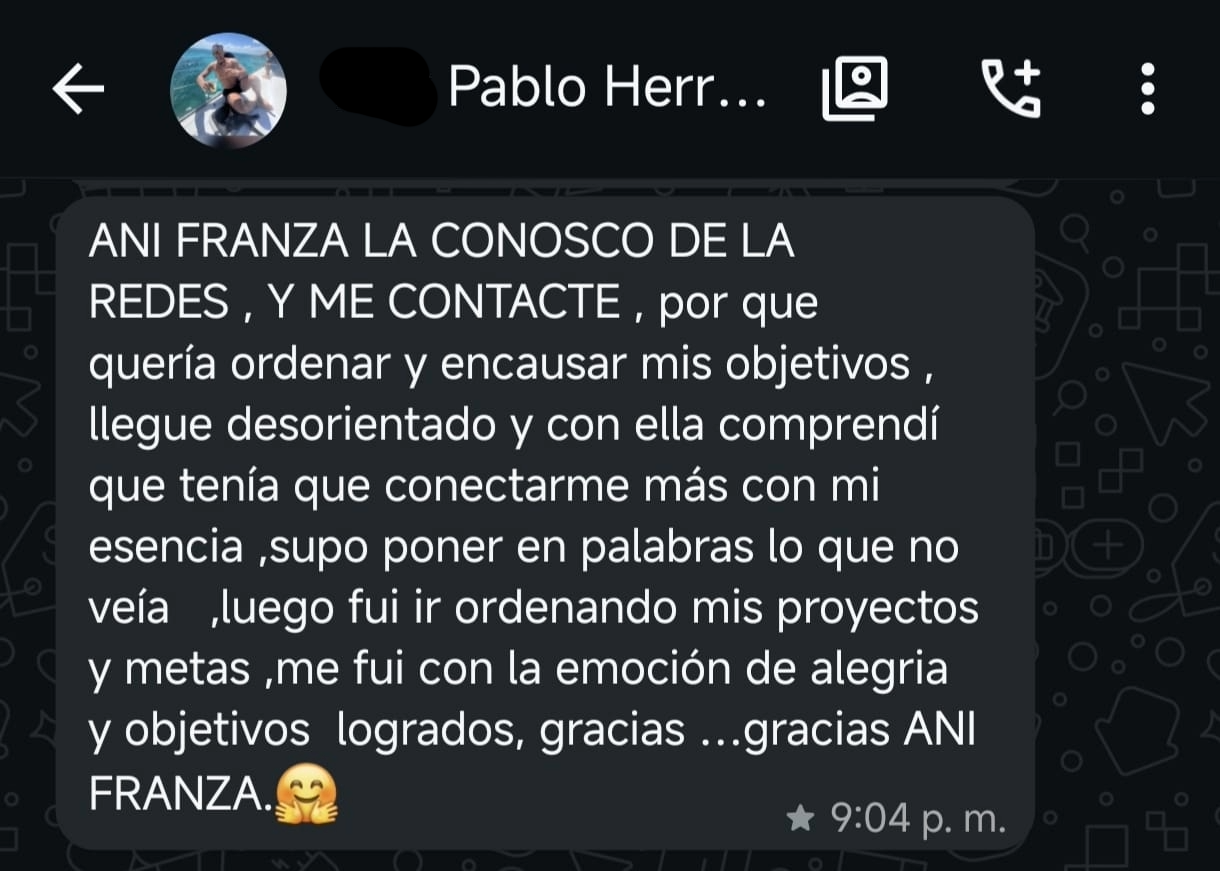 Pablo Herr...
ANI FRANZA LA CONOSCO DE LA
REDES , Y ME CONTACTE , por que
quería ordenar y encausar mis objetivos ,
llegue desorientado y con ella comprendí
que tenía que conectarme más con mi
esencia ,supo poner en palabras lo que no
veía   ,luego fui ir ordenando mis proyectos
y metas ,me fui con la emoción de alegria
y objetivos  logrados, gracias ...gracias ANI
FRANZA.🤗
9:04 p. m.